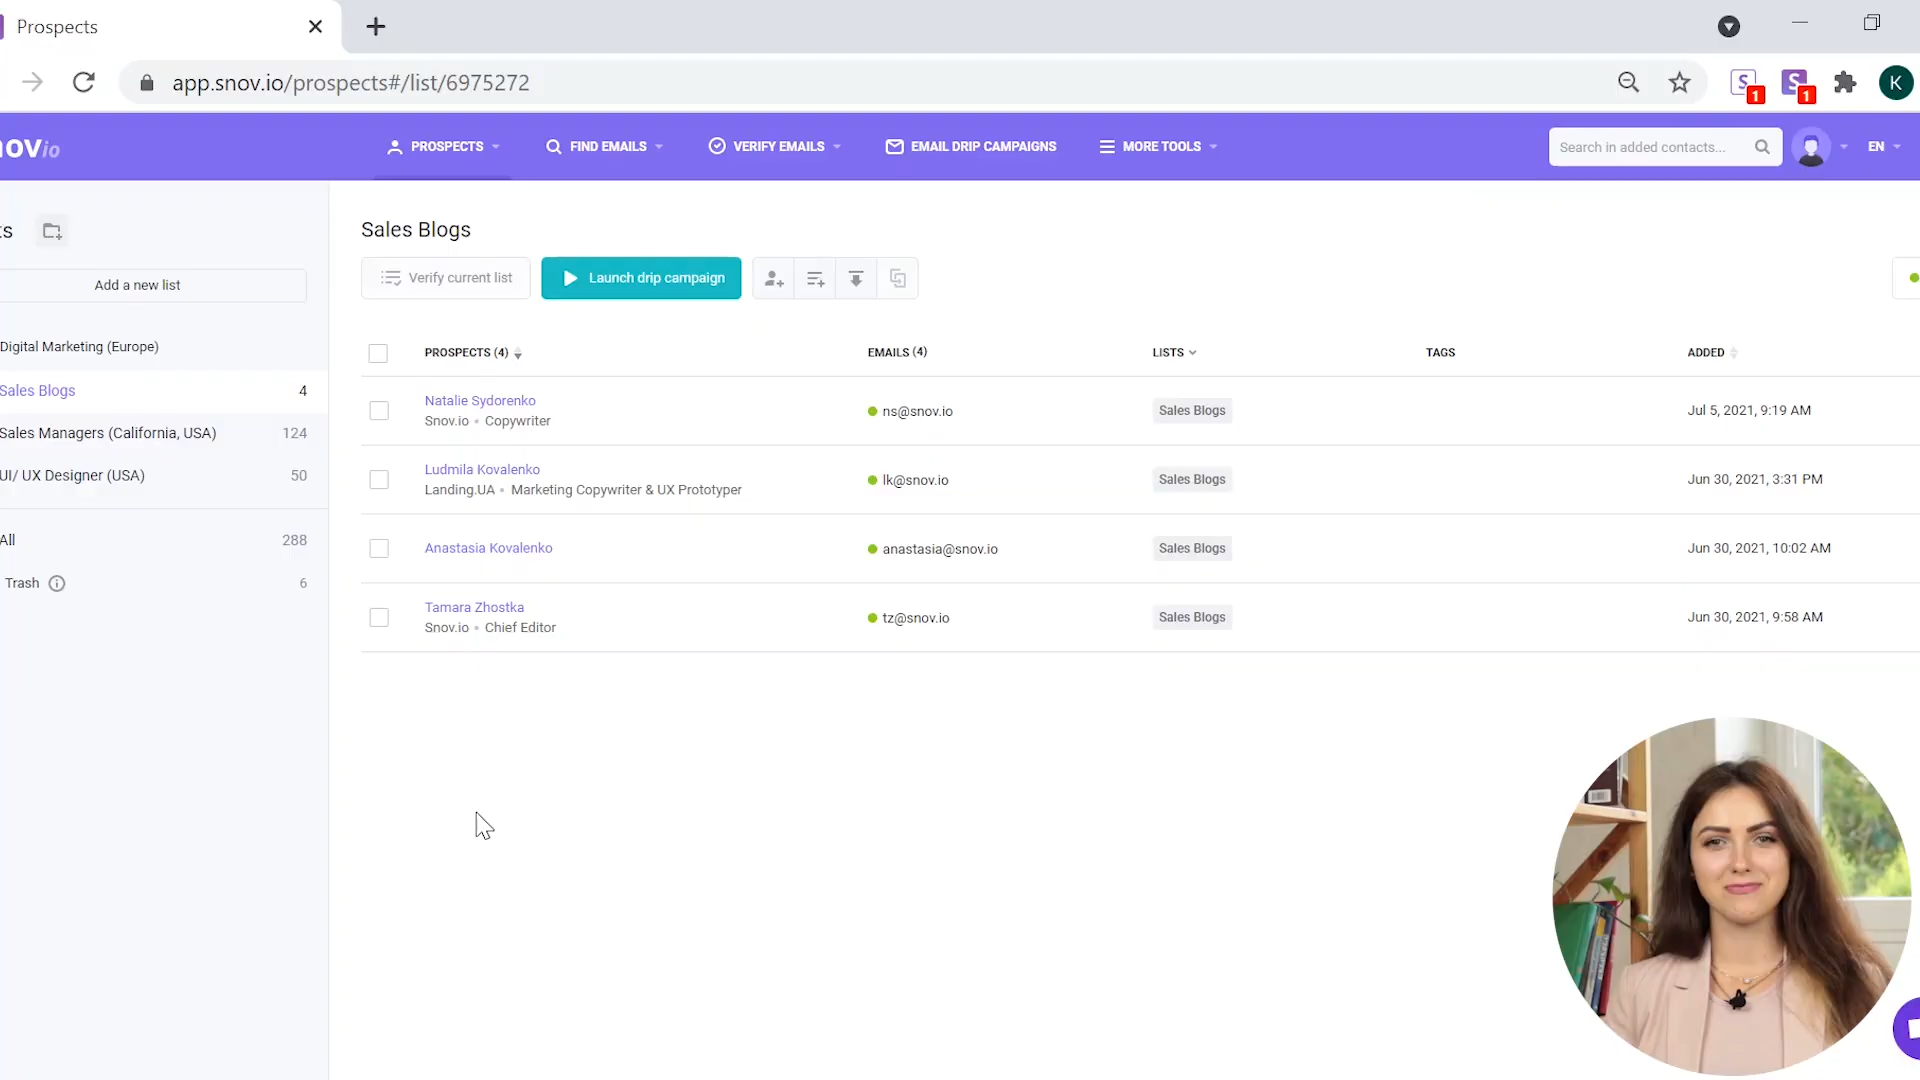 Prospects
app.snov.io/prospects#/list/6975272
S
1
S
1
K
ovio
PROSPECTS
FIND EMAILS
VERIFY EMAILS
EMAIL DRIP CAMPAIGNS
MORE TOOLS
Search in added contacts...
EN
ts
Add a new list
Digital Marketing (Europe)
Sales Blogs 4
Sales Managers (California, USA) 124
UI/ UX Designer (USA) 50
All 288
Trash 6
Sales Blogs
Verify current list
Launch drip campaign
PROSPECTS (4) EMAILS (4) LISTS TAGS ADDED
Natalie Sydorenko
Snov.io • Copywriter
ns@snov.io
Sales Blogs
Jul 5, 2021, 9:19 AM
Ludmila Kovalenko
Landing.UA • Marketing Copywriter & UX Prototyper
lk@snov.io
Sales Blogs
Jun 30, 2021, 3:31 PM
Anastasia Kovalenko
anastasia@snov.io
Sales Blogs
Jun 30, 2021, 10:02 AM
Tamara Zhostka
Snov.io • Chief Editor
tz@snov.io
Sales Blogs
Jun 30, 2021, 9:58 AM